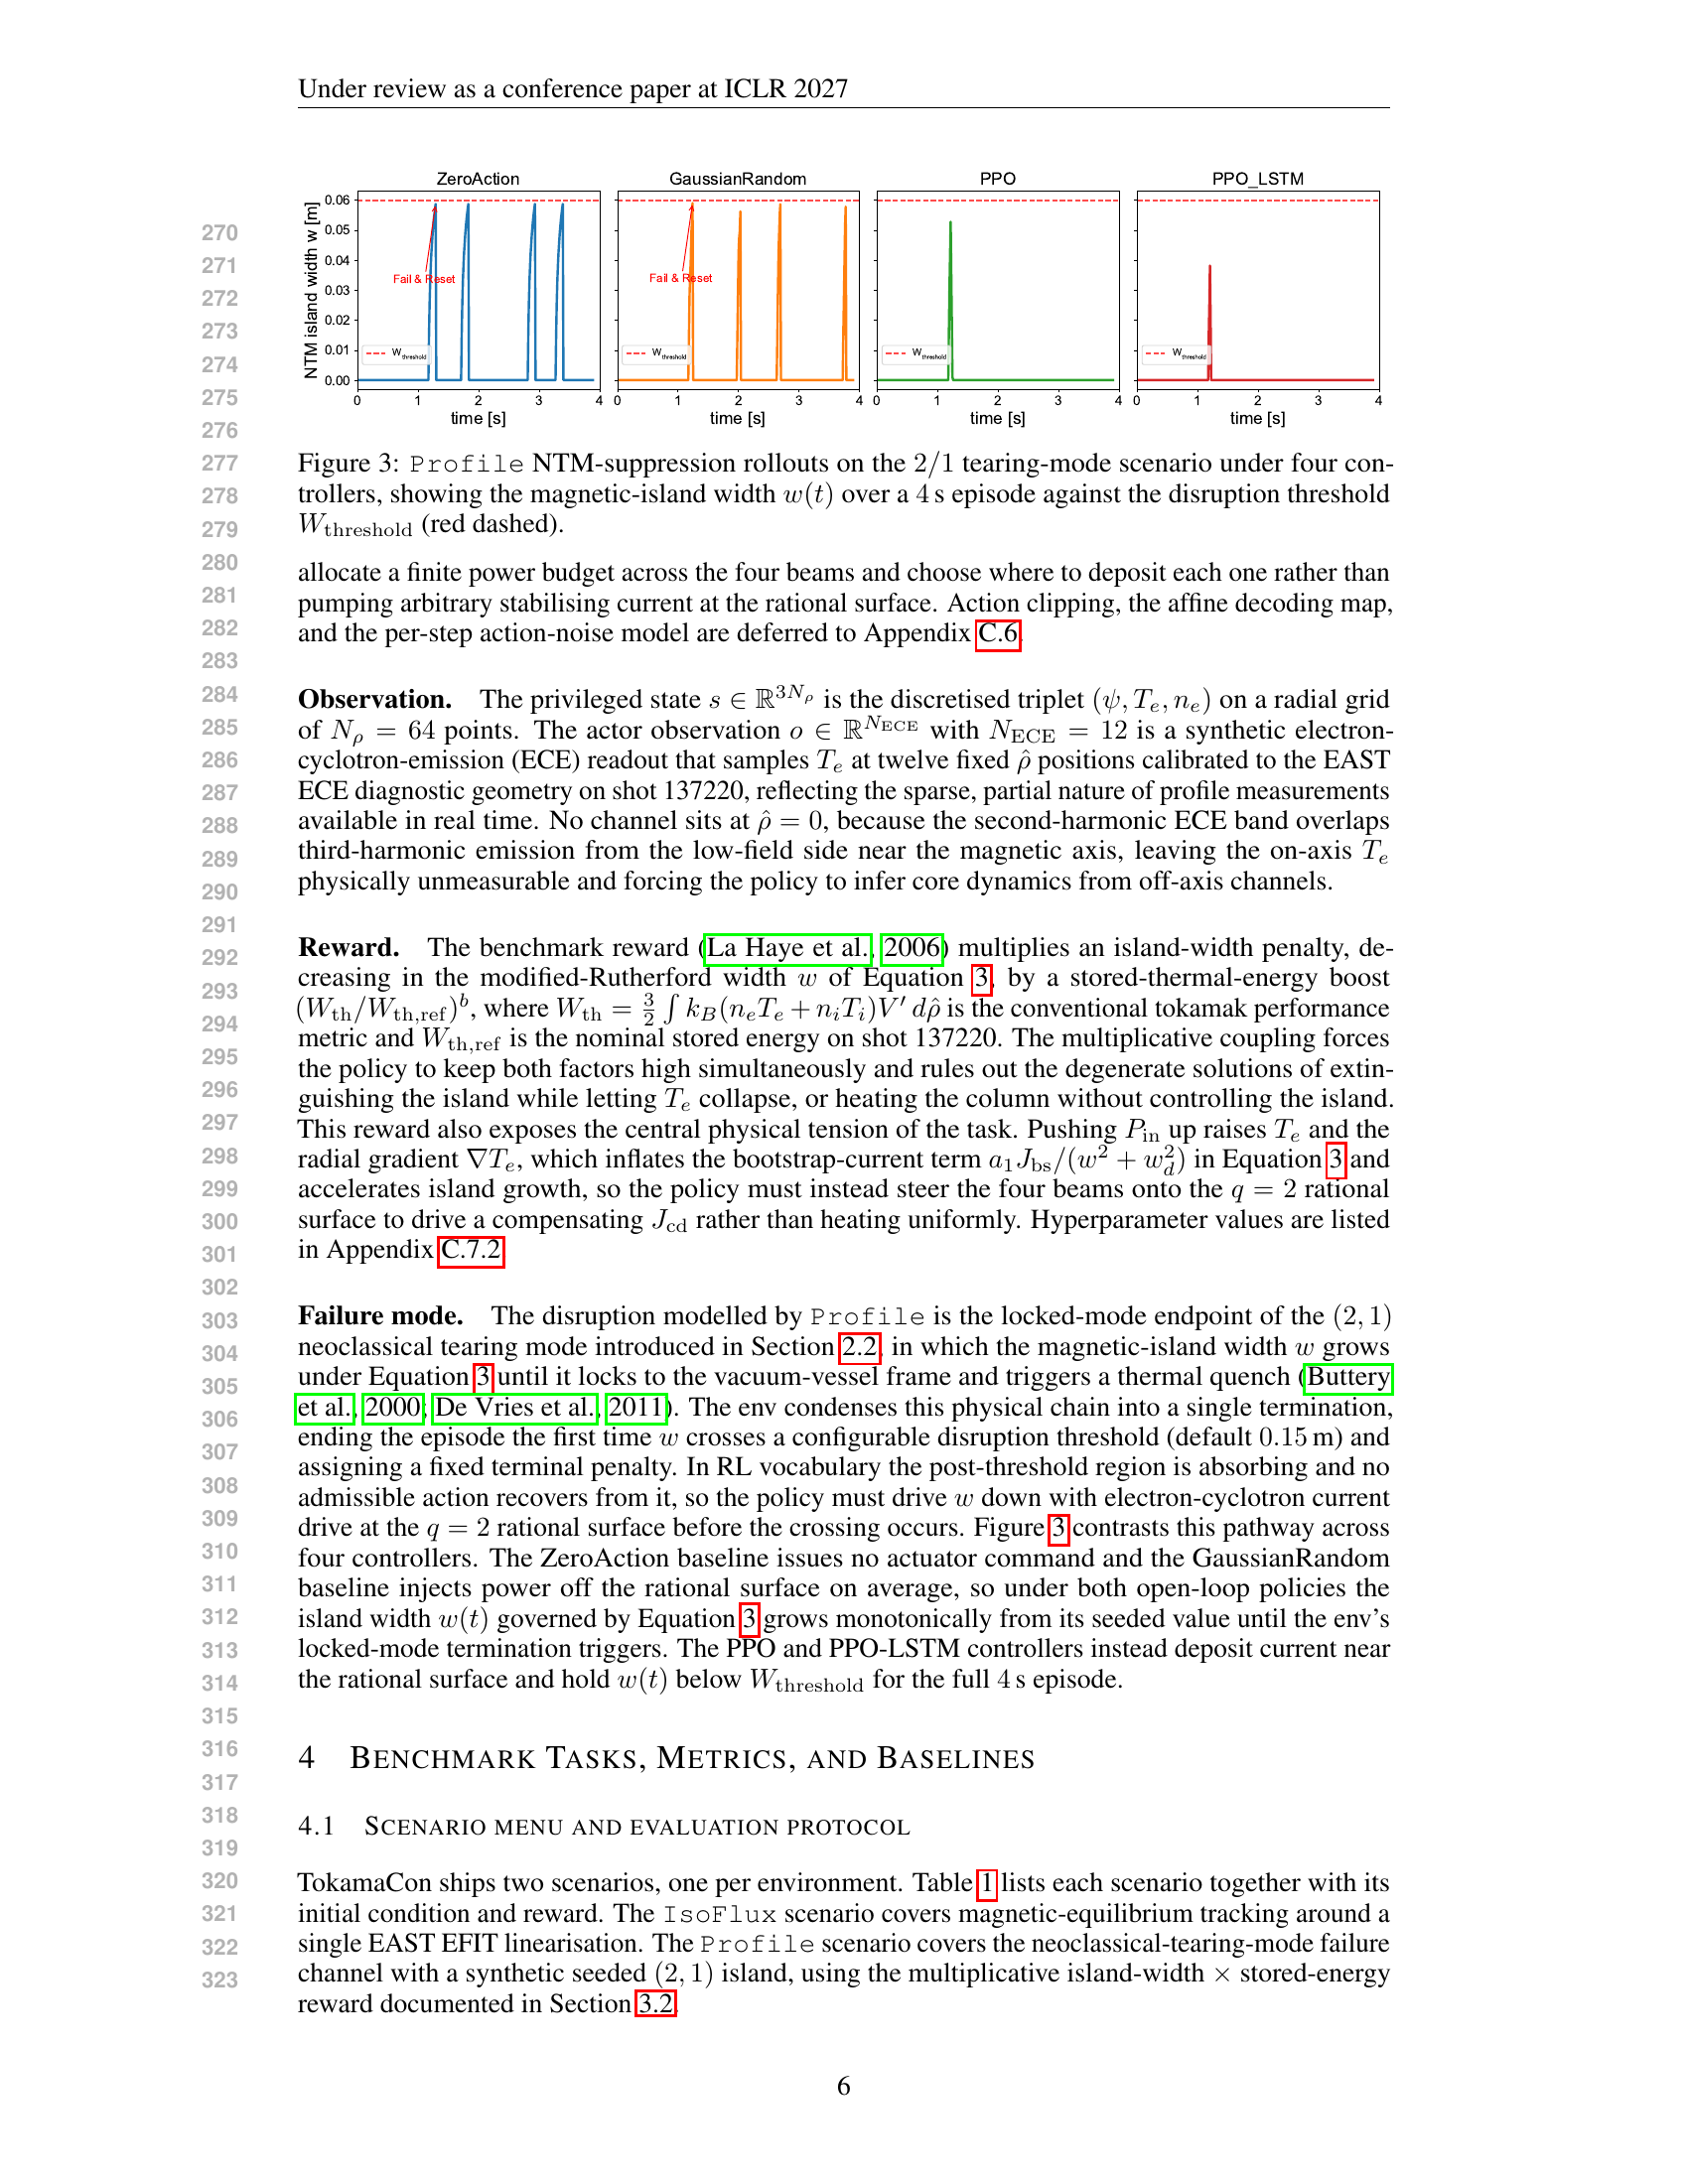 Under review as a conference paper at ICLR 2027
ZeroAction
GaussianRandom
PPO
PPO_LSTM
NTM island width w [m]
0.06
0.05
0.04
0.03
0.02
0.01
0.00
Fail & Reset
Fail & Reset
W_threshold
W_threshold
W_threshold
W_threshold
0 1 2 3 4
0 1 2 3 4
0 1 2 3 4
0 1 2 3 4
time [s]
time [s]
time [s]
time [s]
270
271
272
273
274
275
276
277
278
279
280
281
282
283
284
285
286
287
288
289
290
291
292
293
294
295
296
297
298
299
300
301
302
303
304
305
306
307
308
309
310
311
312
313
314
315
316
317
318
319
320
321
322
323
Figure 3: Profile NTM-suppression rollouts on the 2/1 tearing-mode scenario under four con-
trollers, showing the magnetic-island width w(t) over a 4 s episode against the disruption threshold
W_threshold (red dashed).
allocate a finite power budget across the four beams and choose where to deposit each one rather than
pumping arbitrary stabilising current at the rational surface. Action clipping, the affine decoding map,
and the per-step action-noise model are deferred to Appendix C.6.
Observation. The privileged state s ∈ ℝ^{3N_ρ} is the discretised triplet (ψ, T_e, n_e) on a radial grid
of N_ρ = 64 points. The actor observation o ∈ ℝ^{N_ECE} with N_ECE = 12 is a synthetic electron-
cyclotron-emission (ECE) readout that samples T_e at twelve fixed ρ̂ positions calibrated to the EAST
ECE diagnostic geometry on shot 137220, reflecting the sparse, partial nature of profile measurements
available in real time. No channel sits at ρ̂ = 0, because the second-harmonic ECE band overlaps
third-harmonic emission from the low-field side near the magnetic axis, leaving the on-axis T_e
physically unmeasurable and forcing the policy to infer core dynamics from off-axis channels.
Reward. The benchmark reward (La Haye et al., 2006) multiplies an island-width penalty, de-
creasing in the modified-Rutherford width w of Equation 3, by a stored-thermal-energy boost
(W_th/W_th,ref)^b, where W_th = 3/2 ∫ k_B(n_eT_e + n_iT_i)V′ dρ̂ is the conventional tokamak performance
metric and W_th,ref is the nominal stored energy on shot 137220. The multiplicative coupling forces
the policy to keep both factors high simultaneously and rules out the degenerate solutions of extin-
guishing the island while letting T_e collapse, or heating the column without controlling the island.
This reward also exposes the central physical tension of the task. Pushing P_in up raises T_e and the
radial gradient ∇T_e, which inflates the bootstrap-current term a_1J_bs/(w^2 + w_d^2) in Equation 3 and
accelerates island growth, so the policy must instead steer the four beams onto the q = 2 rational
surface to drive a compensating J_cd rather than heating uniformly. Hyperparameter values are listed
in Appendix C.7.2
Failure mode. The disruption modelled by Profile is the locked-mode endpoint of the (2, 1)
neoclassical tearing mode introduced in Section 2.2, in which the magnetic-island width w grows
under Equation 3 until it locks to the vacuum-vessel frame and triggers a thermal quench (Buttery
et al., 2000; De Vries et al., 2011). The env condenses this physical chain into a single termination,
ending the episode the first time w crosses a configurable disruption threshold (default 0.15 m) and
assigning a fixed terminal penalty. In RL vocabulary the post-threshold region is absorbing and no
admissible action recovers from it, so the policy must drive w down with electron-cyclotron current
drive at the q = 2 rational surface before the crossing occurs. Figure 3 contrasts this pathway across
four controllers. The ZeroAction baseline issues no actuator command and the GaussianRandom
baseline injects power off the rational surface on average, so under both open-loop policies the
island width w(t) governed by Equation 3 grows monotonically from its seeded value until the env's
locked-mode termination triggers. The PPO and PPO-LSTM controllers instead deposit current near
the rational surface and hold w(t) below W_threshold for the full 4 s episode.
4 BENCHMARK TASKS, METRICS, AND BASELINES
4.1 SCENARIO MENU AND EVALUATION PROTOCOL
TokamaCon ships two scenarios, one per environment. Table 1 lists each scenario together with its
initial condition and reward. The IsoFlux scenario covers magnetic-equilibrium tracking around a
single EAST EFIT linearisation. The Profile scenario covers the neoclassical-tearing-mode failure
channel with a synthetic seeded (2, 1) island, using the multiplicative island-width × stored-energy
reward documented in Section 3.2.
6